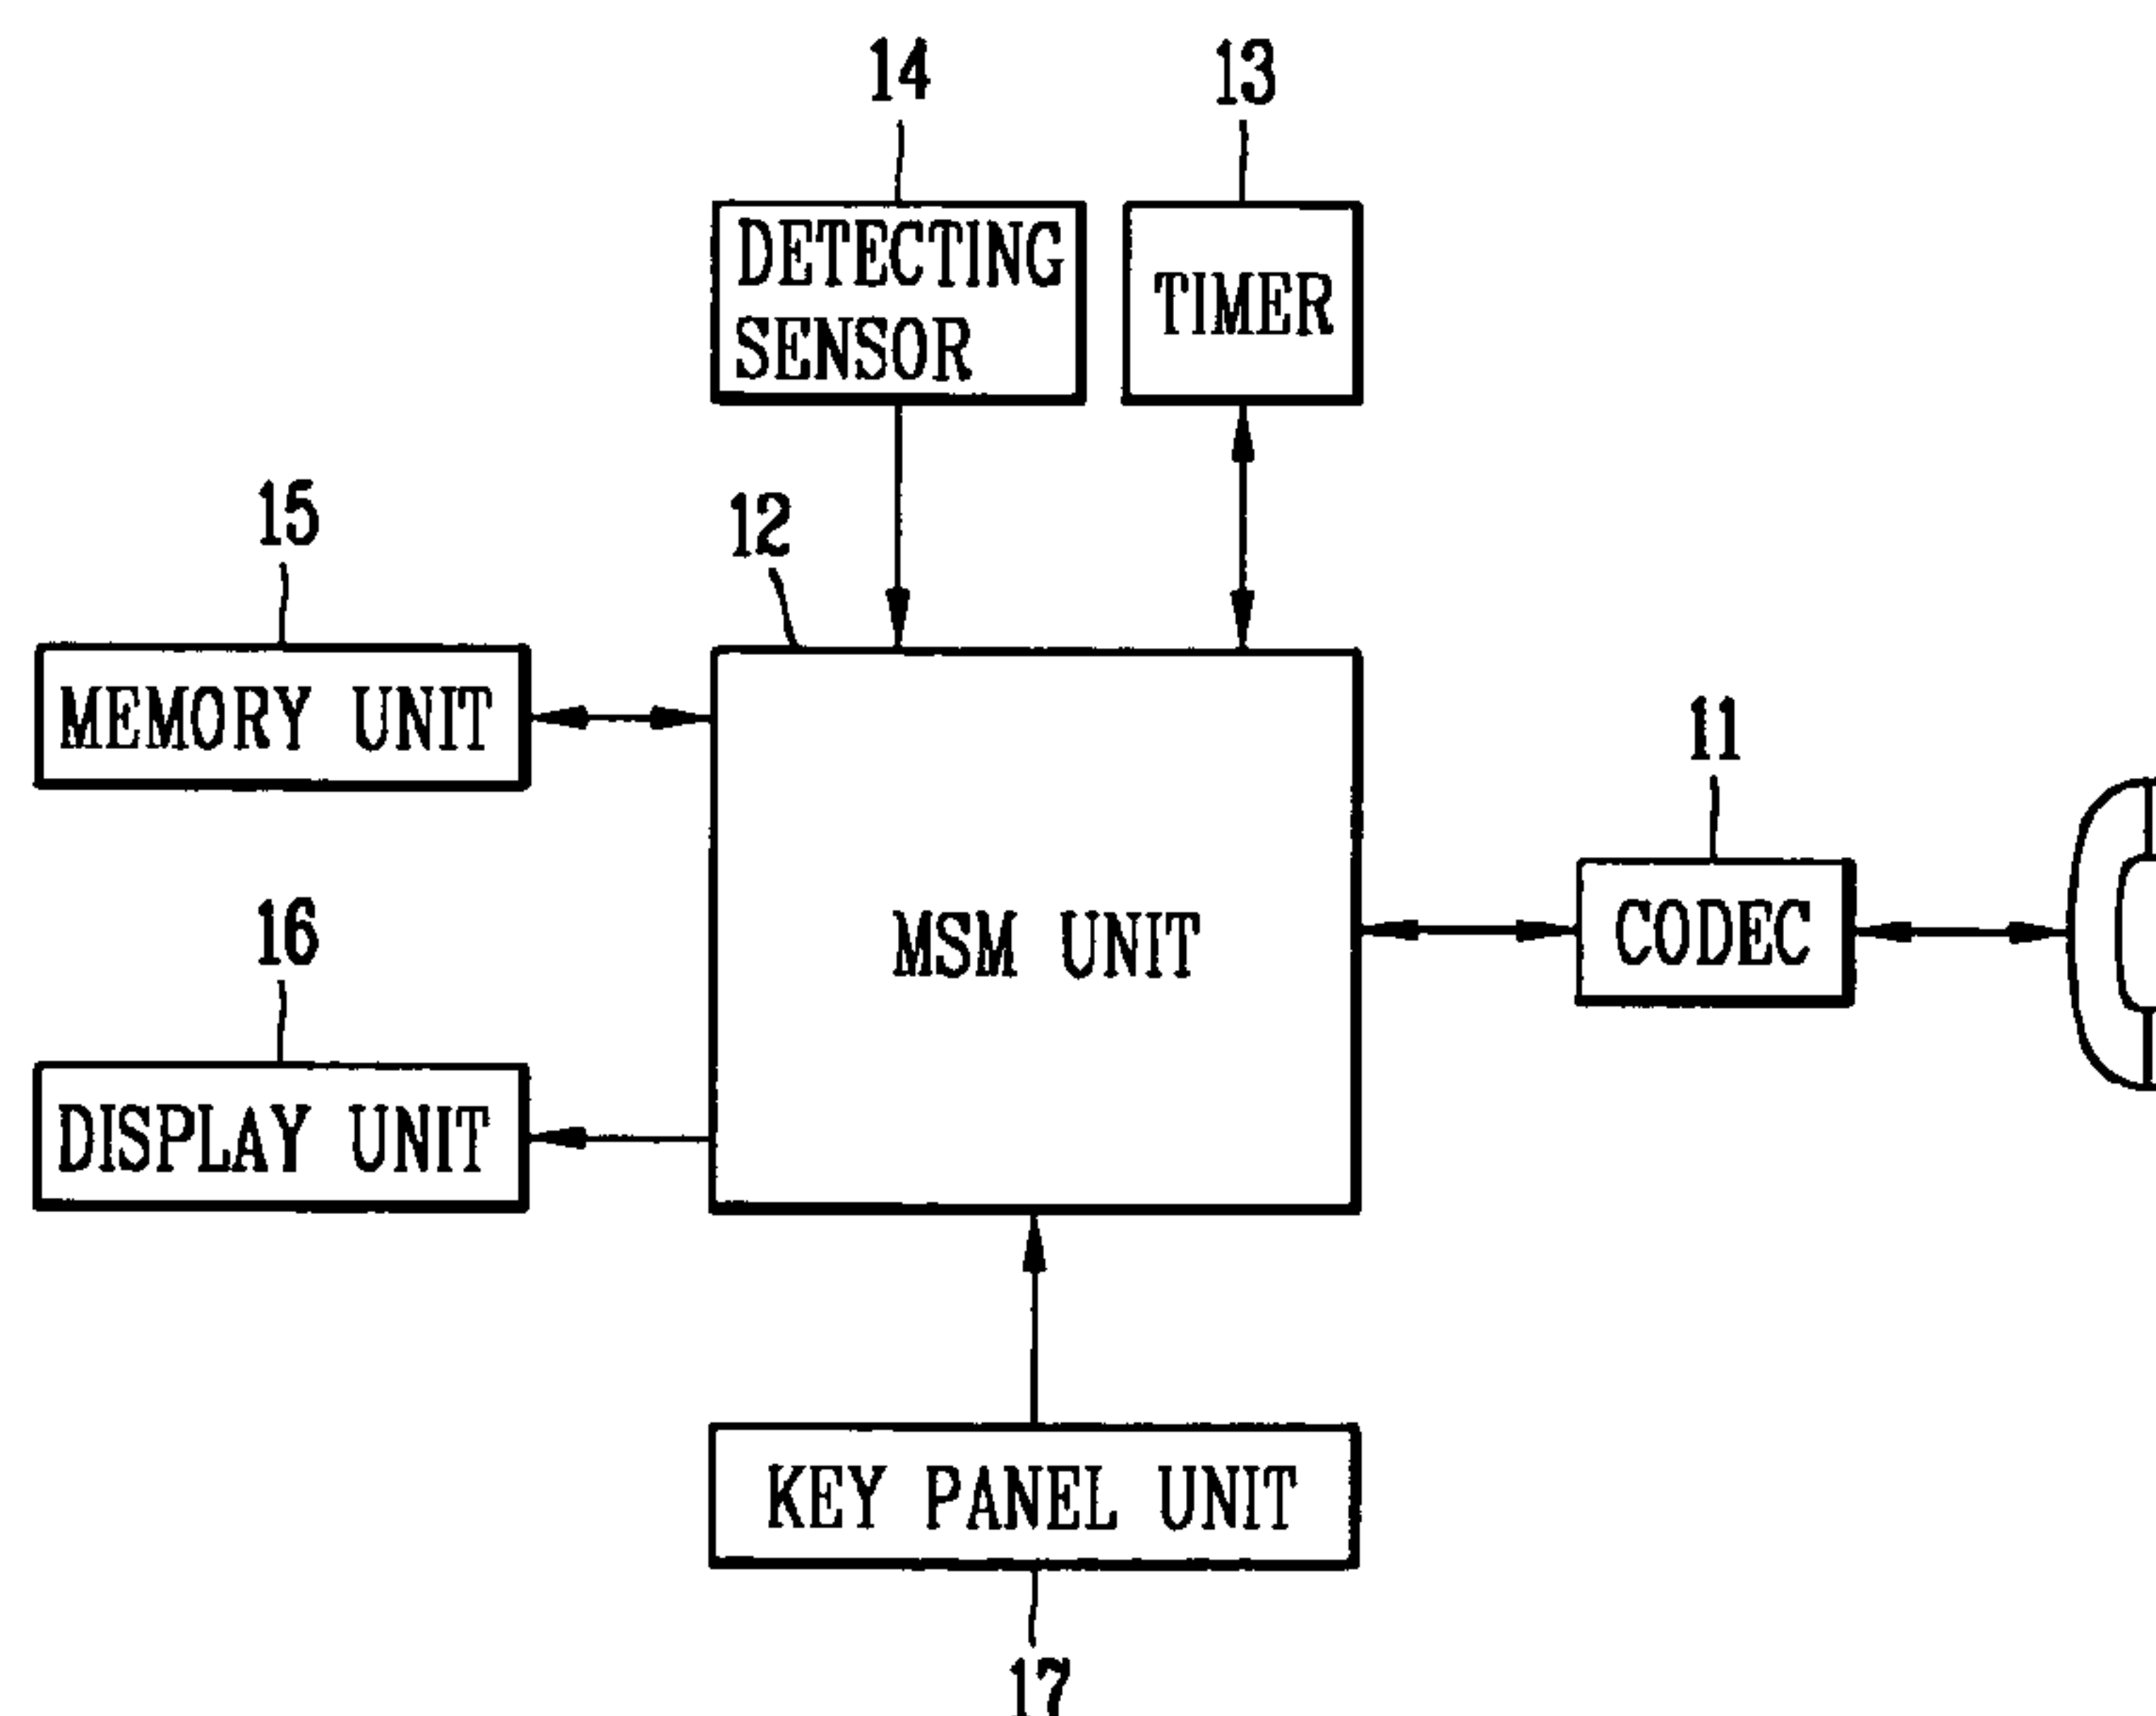 14
13
DETECTING
SENSOR
TIMER
15
12
MEMORY UNIT
11
16
MSM UNIT
CODEC
DISPLAY UNIT
KEY PANEL UNIT
17